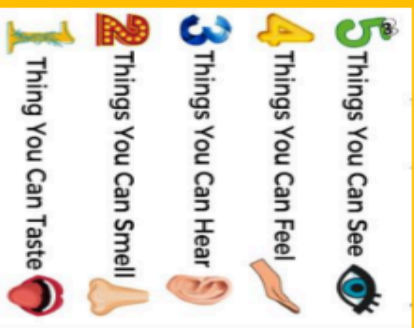 5 Things You Can See
4 Things You Can Feel
3 Things You Can Hear
2 Things You Can Smell
1 Thing You Can Taste